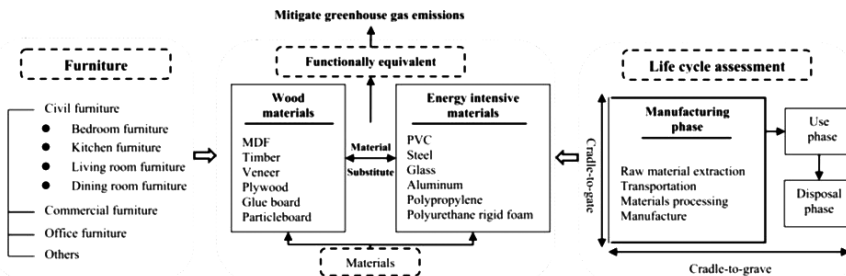 Mitigate greenhouse gas emissions
Furniture
Civil furniture
Bedroom furniture
Kitchen furniture
Living room furniture
Dining room furniture
Commercial furniture
Office furniture
Others
Functionally equivalent
Wood
materials
MDF
Timber
Veneer
Plywood
Glue board
Particleboard
Material
Substitute
Energy intensive
materials
PVC
Steel
Glass
Aluminum
Polypropylene
Polyurethane rigid foam
Materials
Life cycle assessment
Cradle-to-gate
Manufacturing
phase
Raw material extraction
Transportation
Materials processing
Manufacture
Use
phase
Disposal
phase
Cradle-to-grave